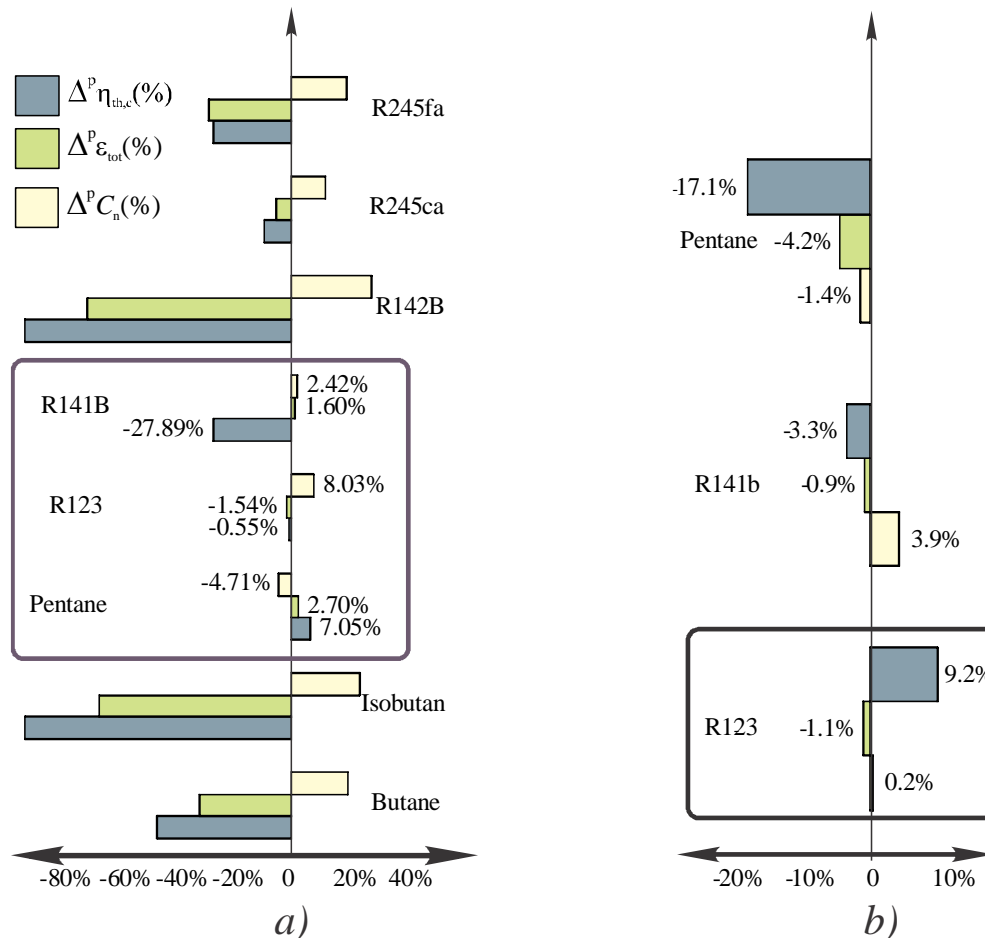 Δᵖη_th,c(%)
Δᵖε_tot(%)
ΔᵖC_n(%)
R245fa
R245ca
R142B
R141B
2.42%
1.60%
-27.89%
R123
8.03%
-1.54%
-0.55%
Pentane
-4.71%
2.70%
7.05%
Isobutan
Butane
-80% -60% -40% -20% 0 20% 40%
a)
-17.1%
Pentane -4.2%
-1.4%
-3.3%
R141b -0.9%
3.9%
9.2%
R123 -1.1%
0.2%
-20% -10% 0 10%
b)